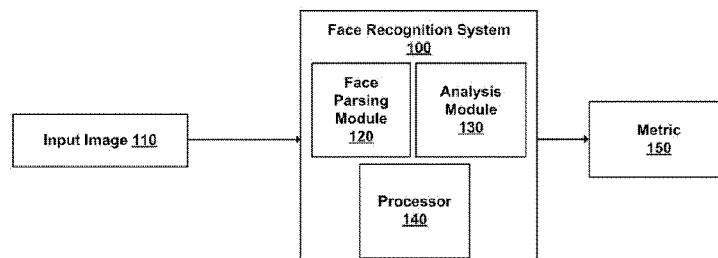 Face Recognition System
100
Face
Parsing
Module
120
Analysis
Module
130
Input Image 110
Metric
150
Processor
140